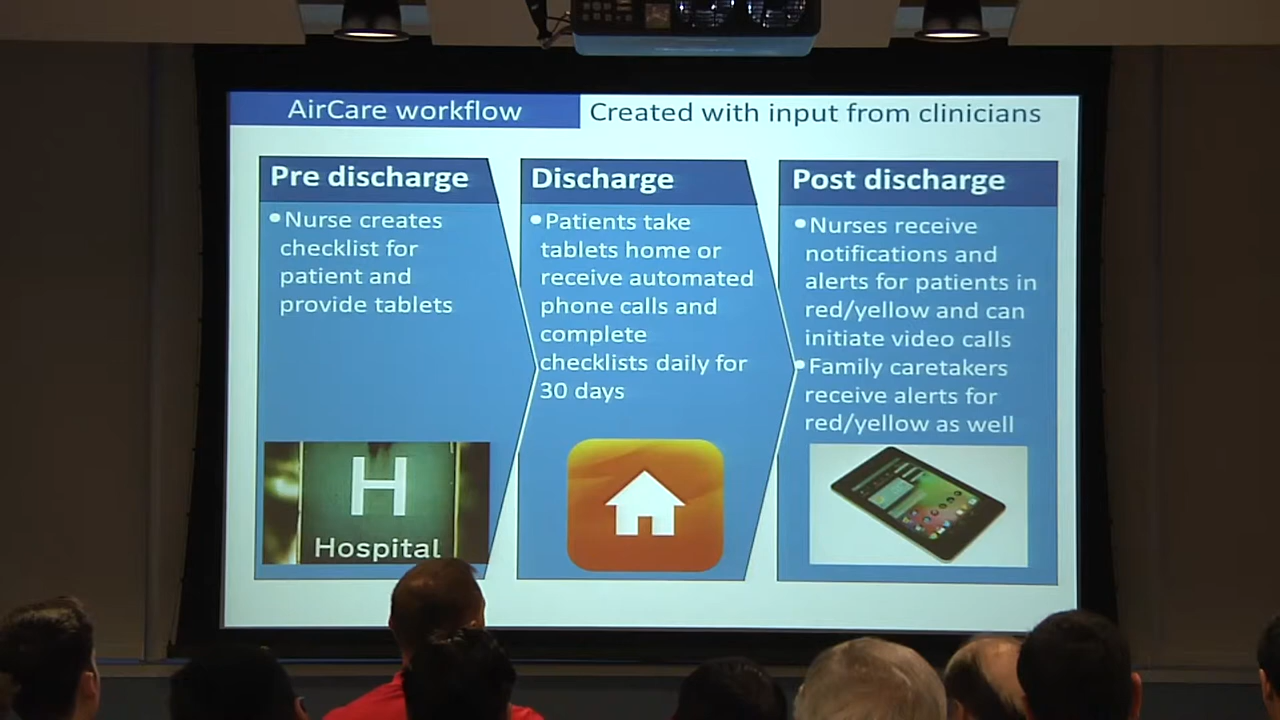 AirCare workflow
Created with input from clinicians
Pre discharge
•Nurse creates
checklist for
patient and
provide tablets
H
Hospital
Discharge
•Patients take
tablets home or
receive automated
phone calls and
complete
checklists daily for
30 days
Post discharge
•Nurses receive
notifications and
alerts for patients in
red/yellow and can
initiate video calls
•Family caretakers
receive alerts for
red/yellow as well